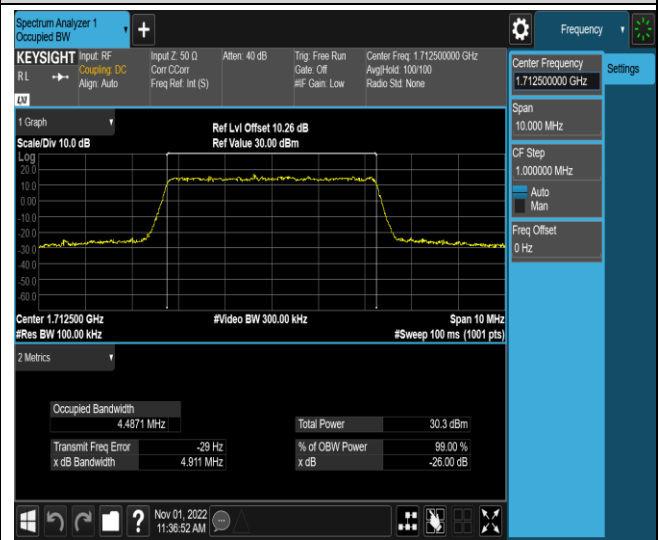 Spectrum Analyzer 1
Occupied BW
Frequency
KEYSIGHT
RL
LXI
Input: RF
Coupling: DC
Align: Auto
Input Z: 50 Ω
Corr CCorr
Freq Ref: Int (S)
Atten: 40 dB
Trig: Free Run
Gate: Off
#IF Gain: Low
Center Freq: 1.712500000 GHz
Avg|Hold: 100/100
Radio Std: None
Center Frequency
1.712500000 GHz
Settings
Span
10.000 MHz
CF Step
1.000000 MHz
Auto
Man
Freq Offset
0 Hz
1 Graph
Scale/Div 10.0 dB
Ref Lvl Offset 10.26 dB
Ref Value 30.00 dBm
Log
20.0
10.0
0.00
-10.0
-20.0
-30.0
-40.0
-50.0
-60.0
Center 1.712500 GHz
#Video BW 300.00 kHz
Span 10 MHz
#Res BW 100.00 kHz
#Sweep 100 ms (1001 pts)
2 Metrics
Occupied Bandwidth
4.4871 MHz
Total Power 30.3 dBm
Transmit Freq Error -29 Hz
% of OBW Power 99.00 %
x dB Bandwidth 4.911 MHz
x dB -26.00 dB
Nov 01, 2022
11:36:52 AM